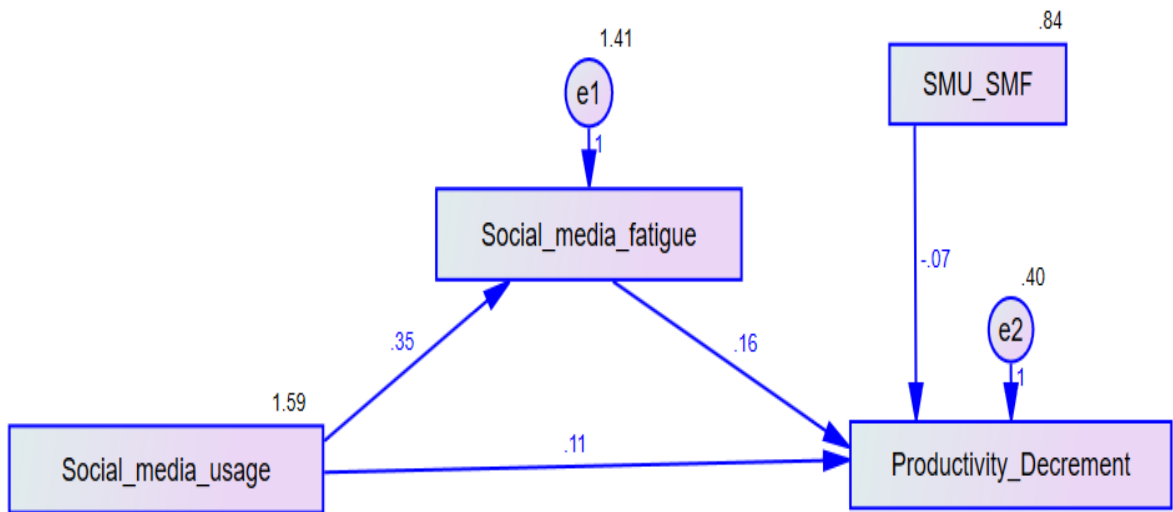 1.41
.84
e1
SMU_SMF
1
Social_media_fatigue
-.07
.40
e2
.35
.16
1
1.59
.11
Social_media_usage
Productivity_Decrement